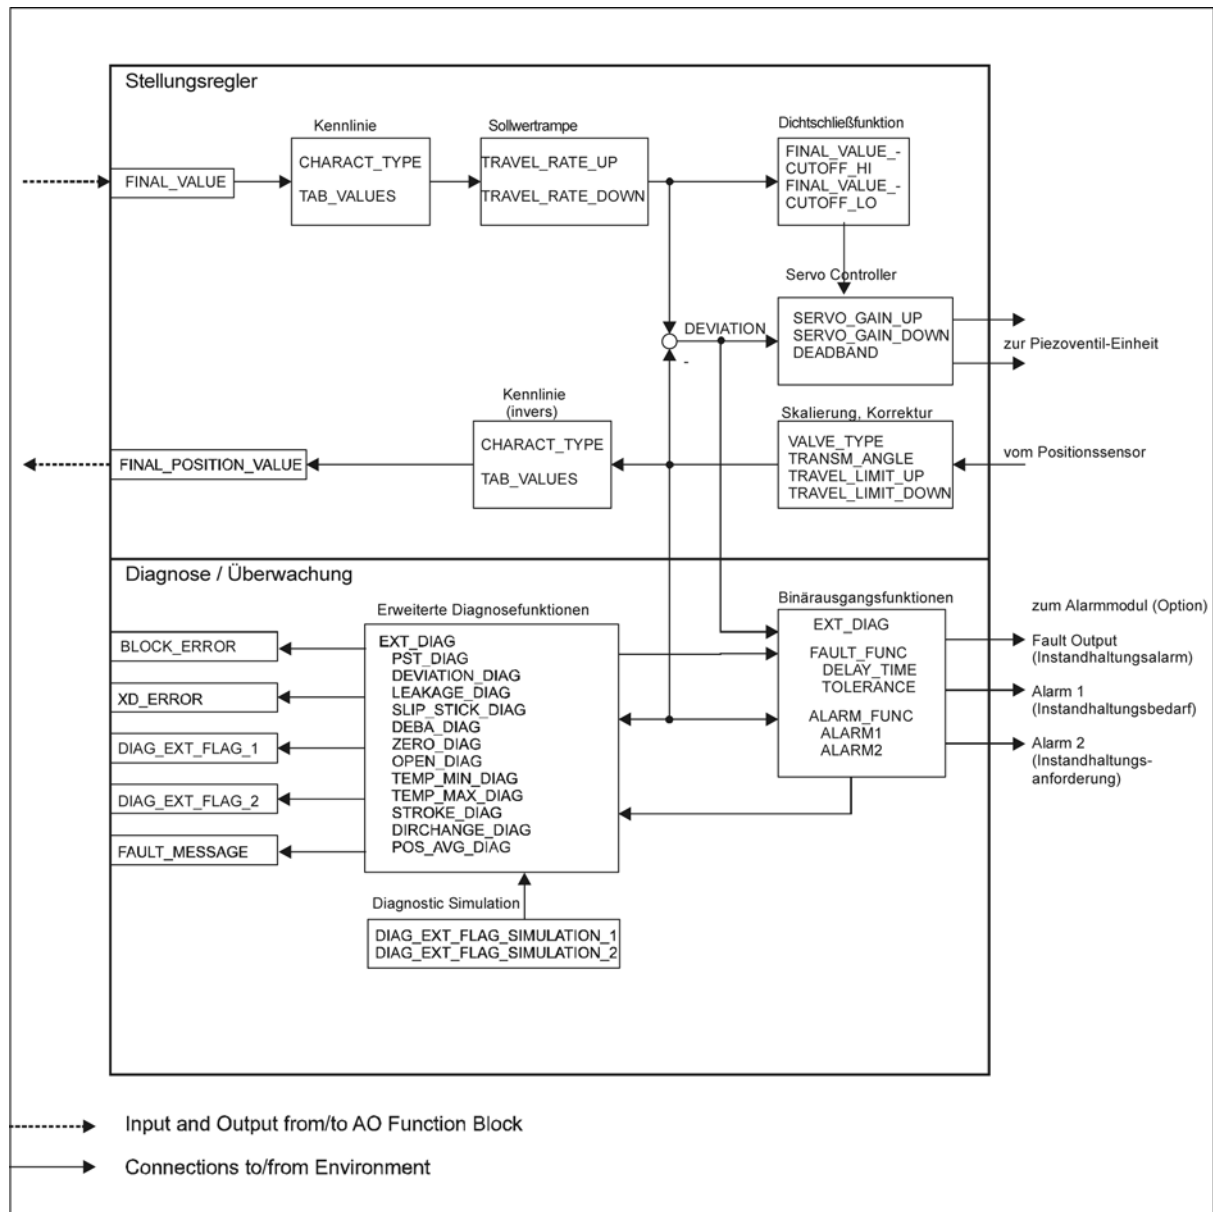 Stellungsregler
Kennlinie
Sollwertrampe
Dichtschließfunktion
FINAL_VALUE
CHARACT_TYPE
TAB_VALUES
TRAVEL_RATE_UP
TRAVEL_RATE_DOWN
FINAL_VALUE_-
CUTOFF_HI
FINAL_VALUE_-
CUTOFF_LO
Servo Controller
DEVIATION
-
SERVO_GAIN_UP
SERVO_GAIN_DOWN
DEADBAND
zur Piezoventil-Einheit
Kennlinie
(invers)
Skalierung, Korrektur
FINAL_POSITION_VALUE
CHARACT_TYPE
TAB_VALUES
VALVE_TYPE
TRANSM_ANGLE
TRAVEL_LIMIT_UP
TRAVEL_LIMIT_DOWN
vom Positionssensor
Diagnose / Überwachung
Erweiterte Diagnosefunktionen
Binärausgangsfunktionen
zum Alarmmodul (Option)
BLOCK_ERROR
XD_ERROR
DIAG_EXT_FLAG_1
DIAG_EXT_FLAG_2
FAULT_MESSAGE
EXT_DIAG
PST_DIAG
DEVIATION_DIAG
LEAKAGE_DIAG
SLIP_STICK_DIAG
DEBA_DIAG
ZERO_DIAG
OPEN_DIAG
TEMP_MIN_DIAG
TEMP_MAX_DIAG
STROKE_DIAG
DIRCHANGE_DIAG
POS_AVG_DIAG
EXT_DIAG
FAULT_FUNC
DELAY_TIME
TOLERANCE
ALARM_FUNC
ALARM1
ALARM2
Fault Output
(Instandhaltungsalarm)
Alarm 1
(Instandhaltungsbedarf)
Alarm 2
(Instandhaltungs-
anforderung)
Diagnostic Simulation
DIAG_EXT_FLAG_SIMULATION_1
DIAG_EXT_FLAG_SIMULATION_2
Input and Output from/to AO Function Block
Connections to/from Environment